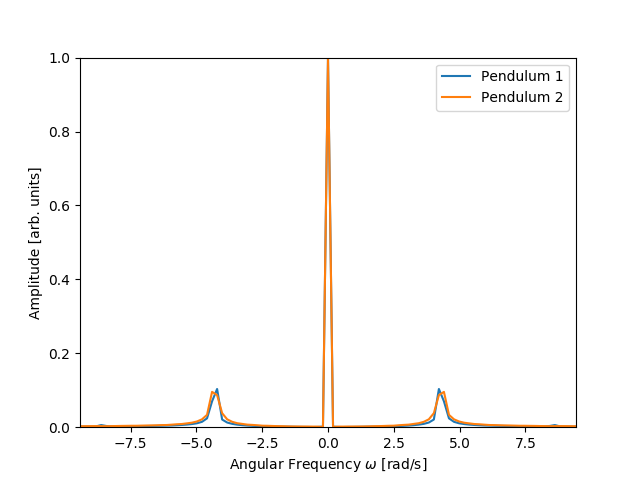 Pendulum 1
Pendulum 2
1.0
0.8
0.6
0.4
0.2
0.0
Amplitude [arb. units]
−7.5 −5.0 −2.5 0.0 2.5 5.0 7.5
Angular Frequency ω [rad/s]